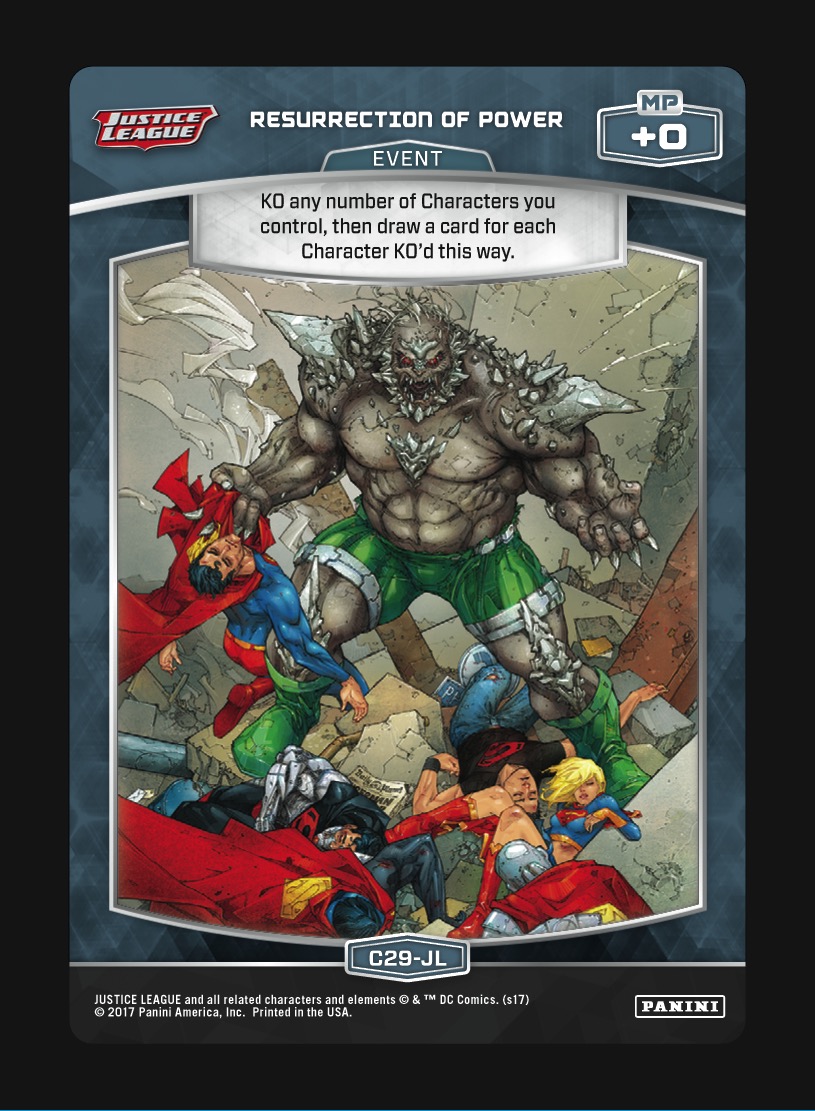 JUSTICE
LEAGUE
RESURRECTION OF POWER
MP
+0
EVENT
KO any number of Characters you
control, then draw a card for each
Character KO'd this way.
C29-JL
JUSTICE LEAGUE and all related characters and elements © & ™ DC Comics. (s17)
© 2017 Panini America, Inc. Printed in the USA.
PANINI